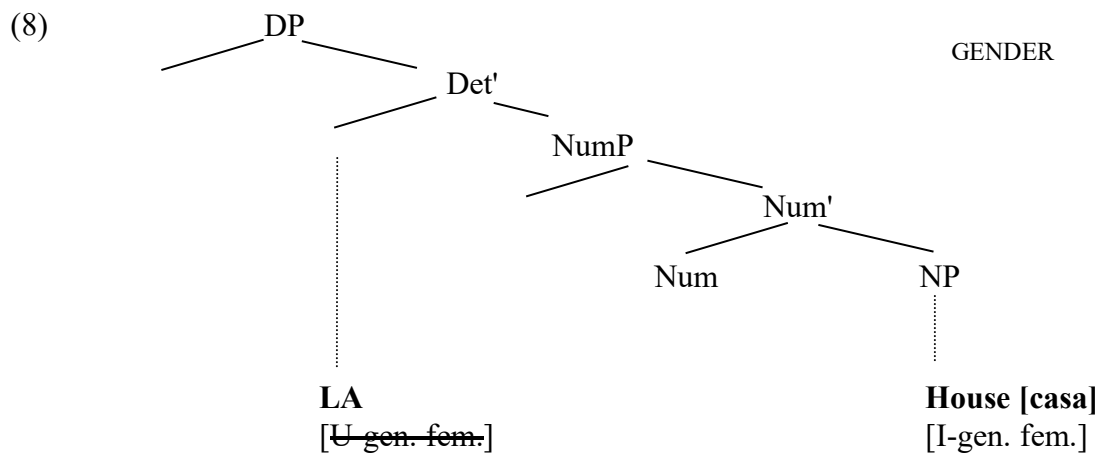 (8) DP
GENDER
Det'
NumP
Num'
Num NP
LA House [casa]
[U-gen. fem.] [I-gen. fem.]